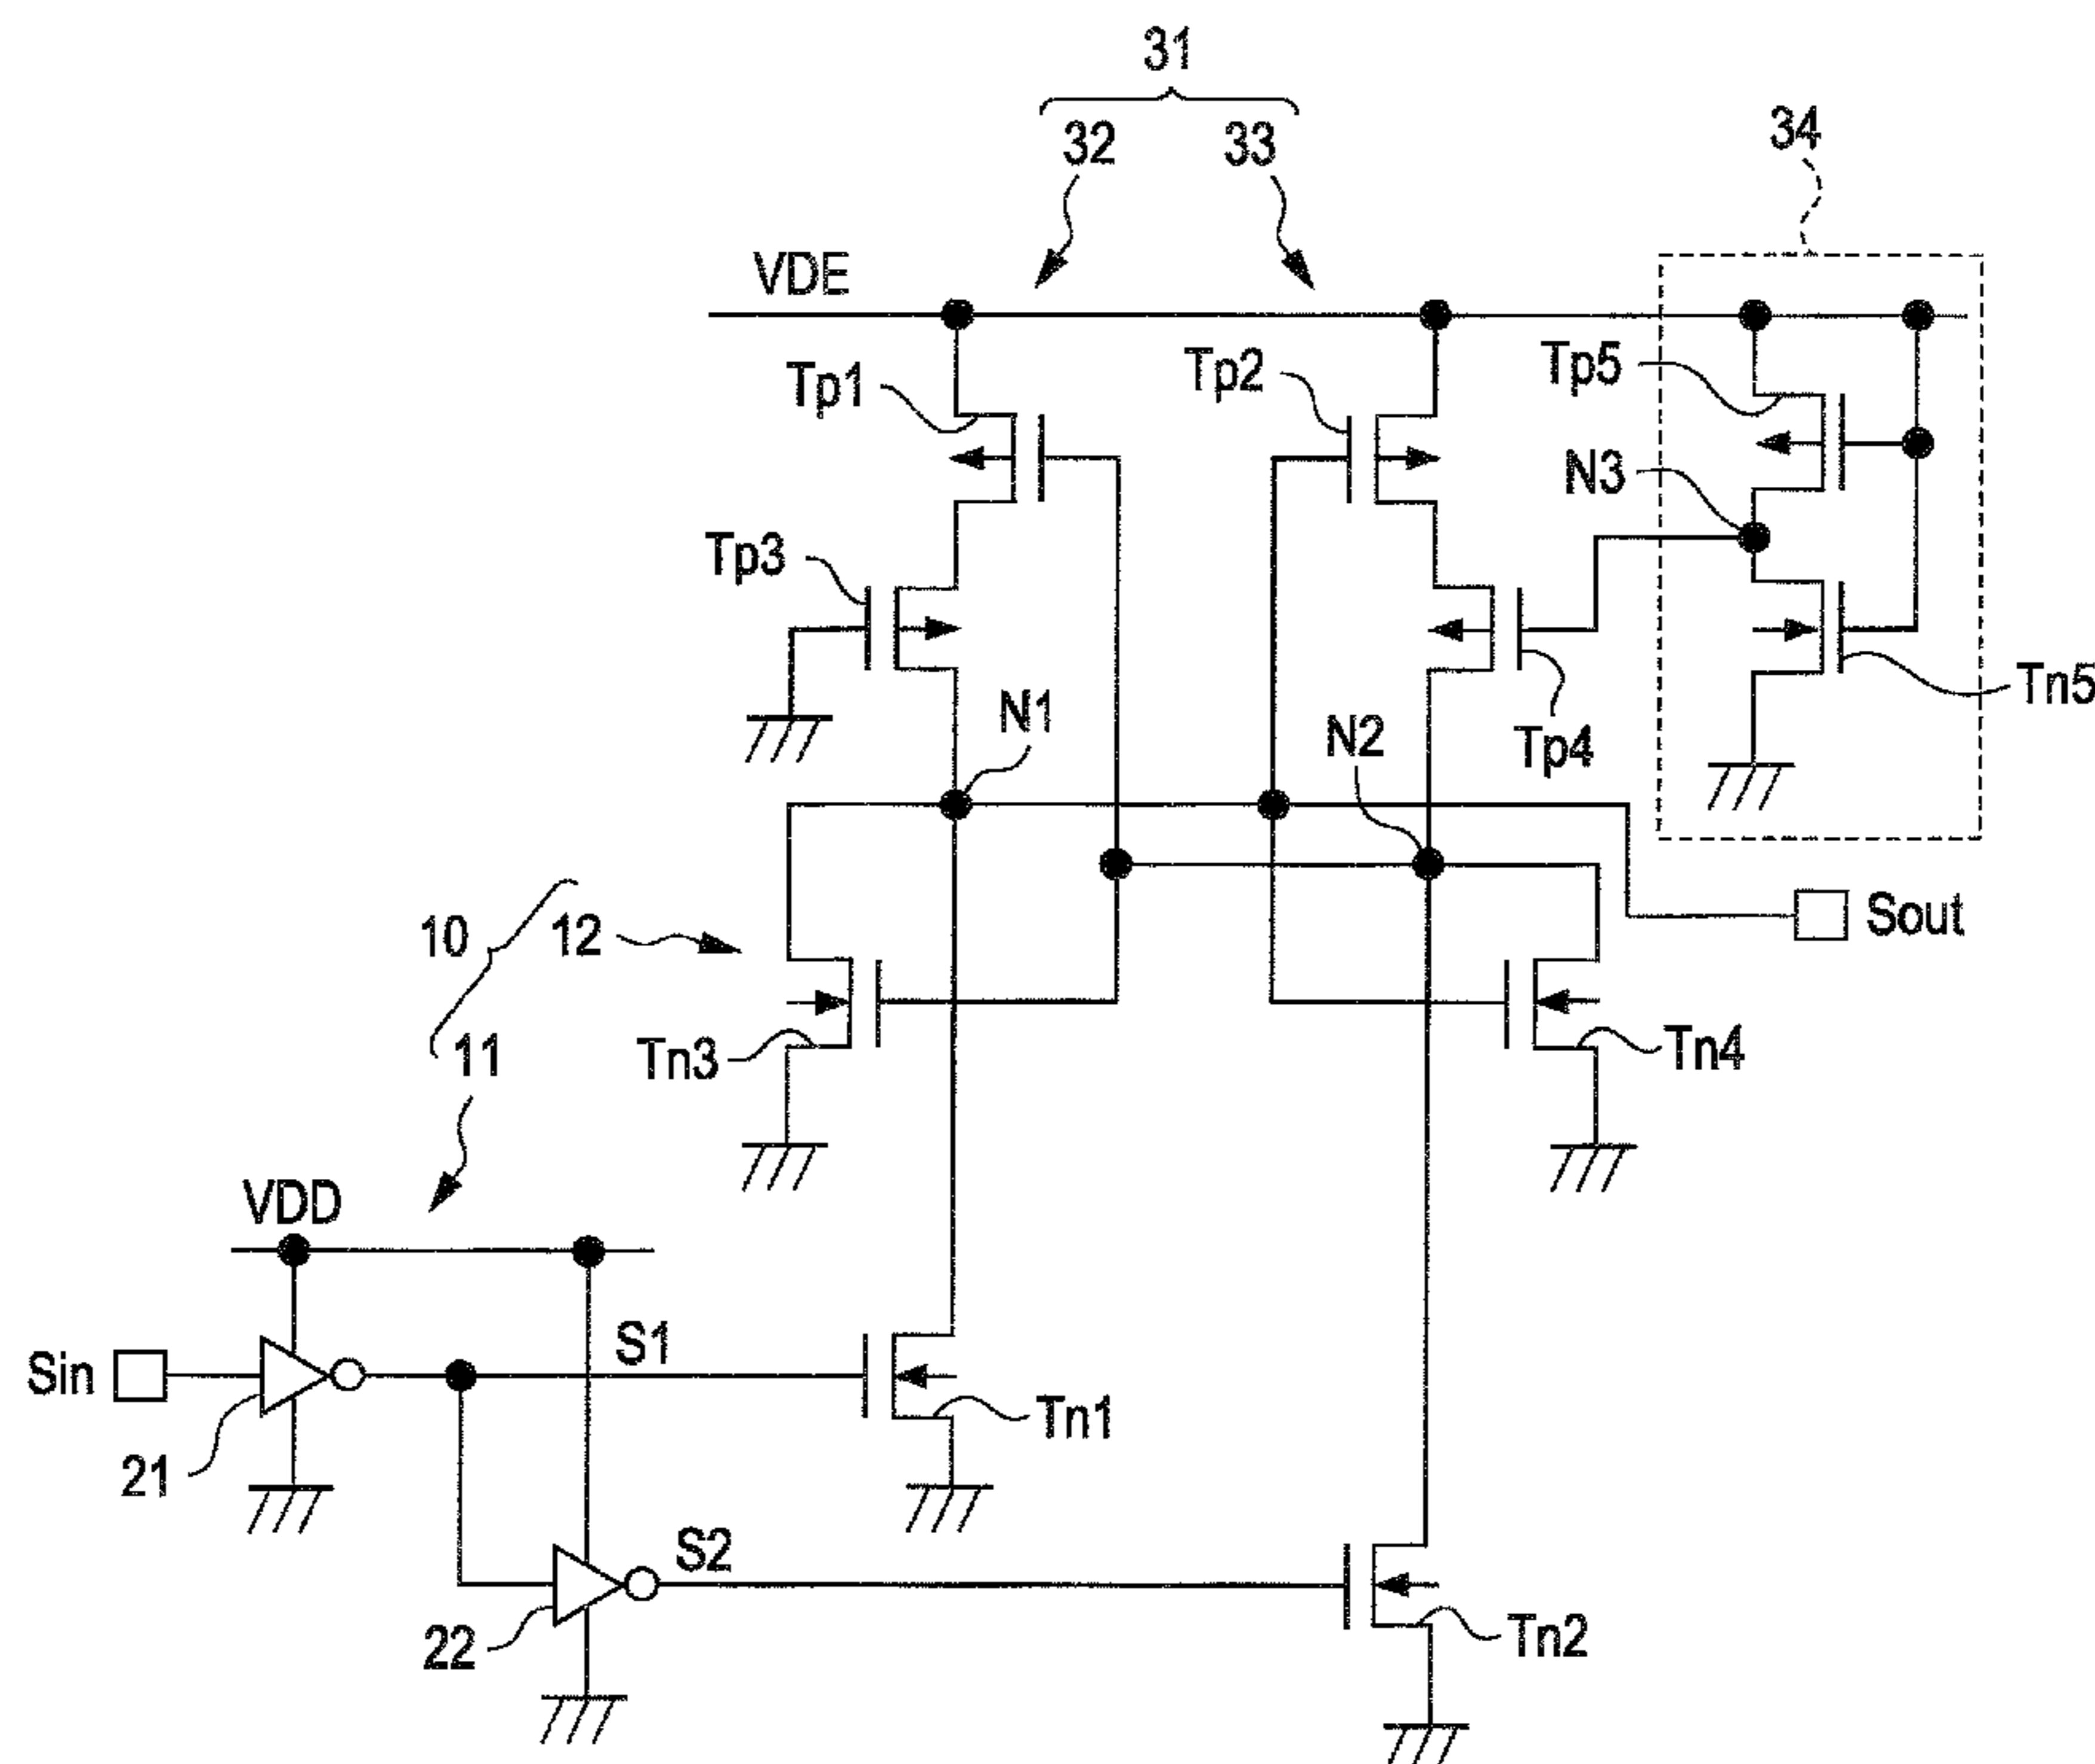 31
32
33
34
VDE
Tp1
Tp2
Tp5
N3
Tp3
Tn5
N1
N2
Tp4
10
12
Sout
11
Tn3
Tn4
VDD
S1
Sin
Tn1
21
S2
22
Tn2